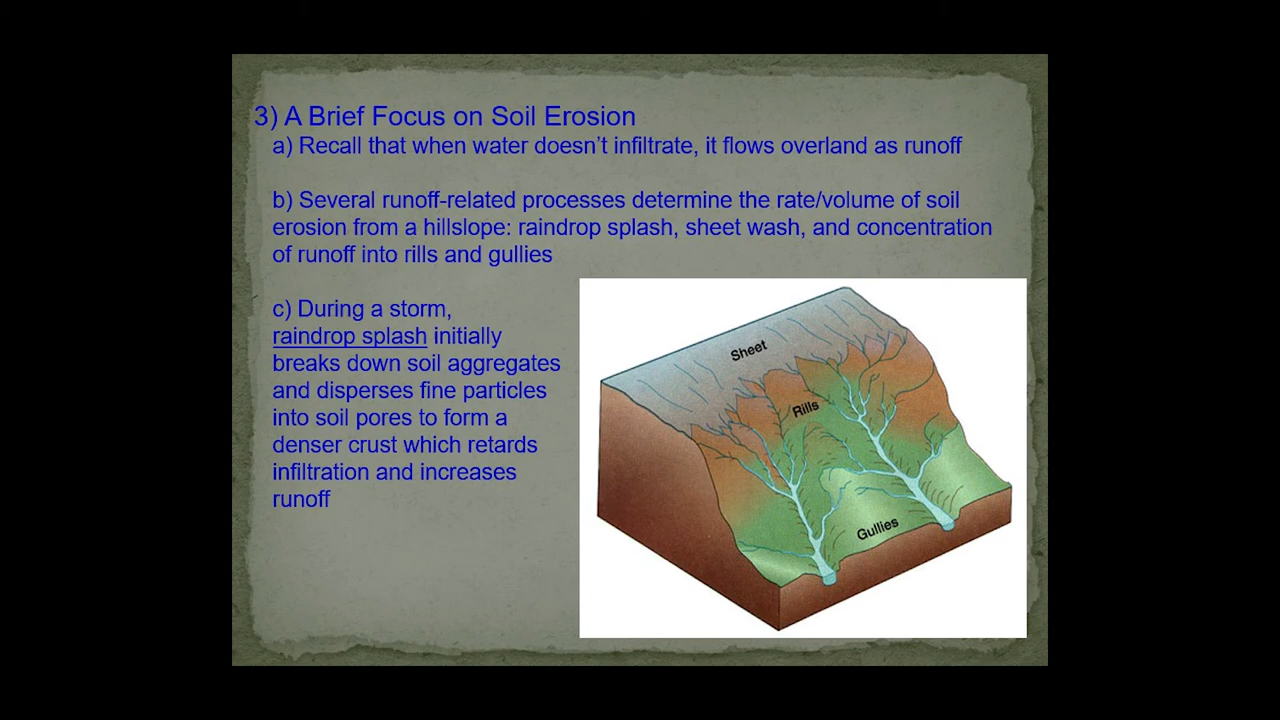 3) A Brief Focus on Soil Erosion
a) Recall that when water doesn’t infiltrate, it flows overland as runoff
b) Several runoff-related processes determine the rate/volume of soil
erosion from a hillslope: raindrop splash, sheet wash, and concentration
of runoff into rills and gullies
c) During a storm,
raindrop splash initially
breaks down soil aggregates
and disperses fine particles
into soil pores to form a
denser crust which retards
infiltration and increases
runoff
Sheet
Rills
Gullies